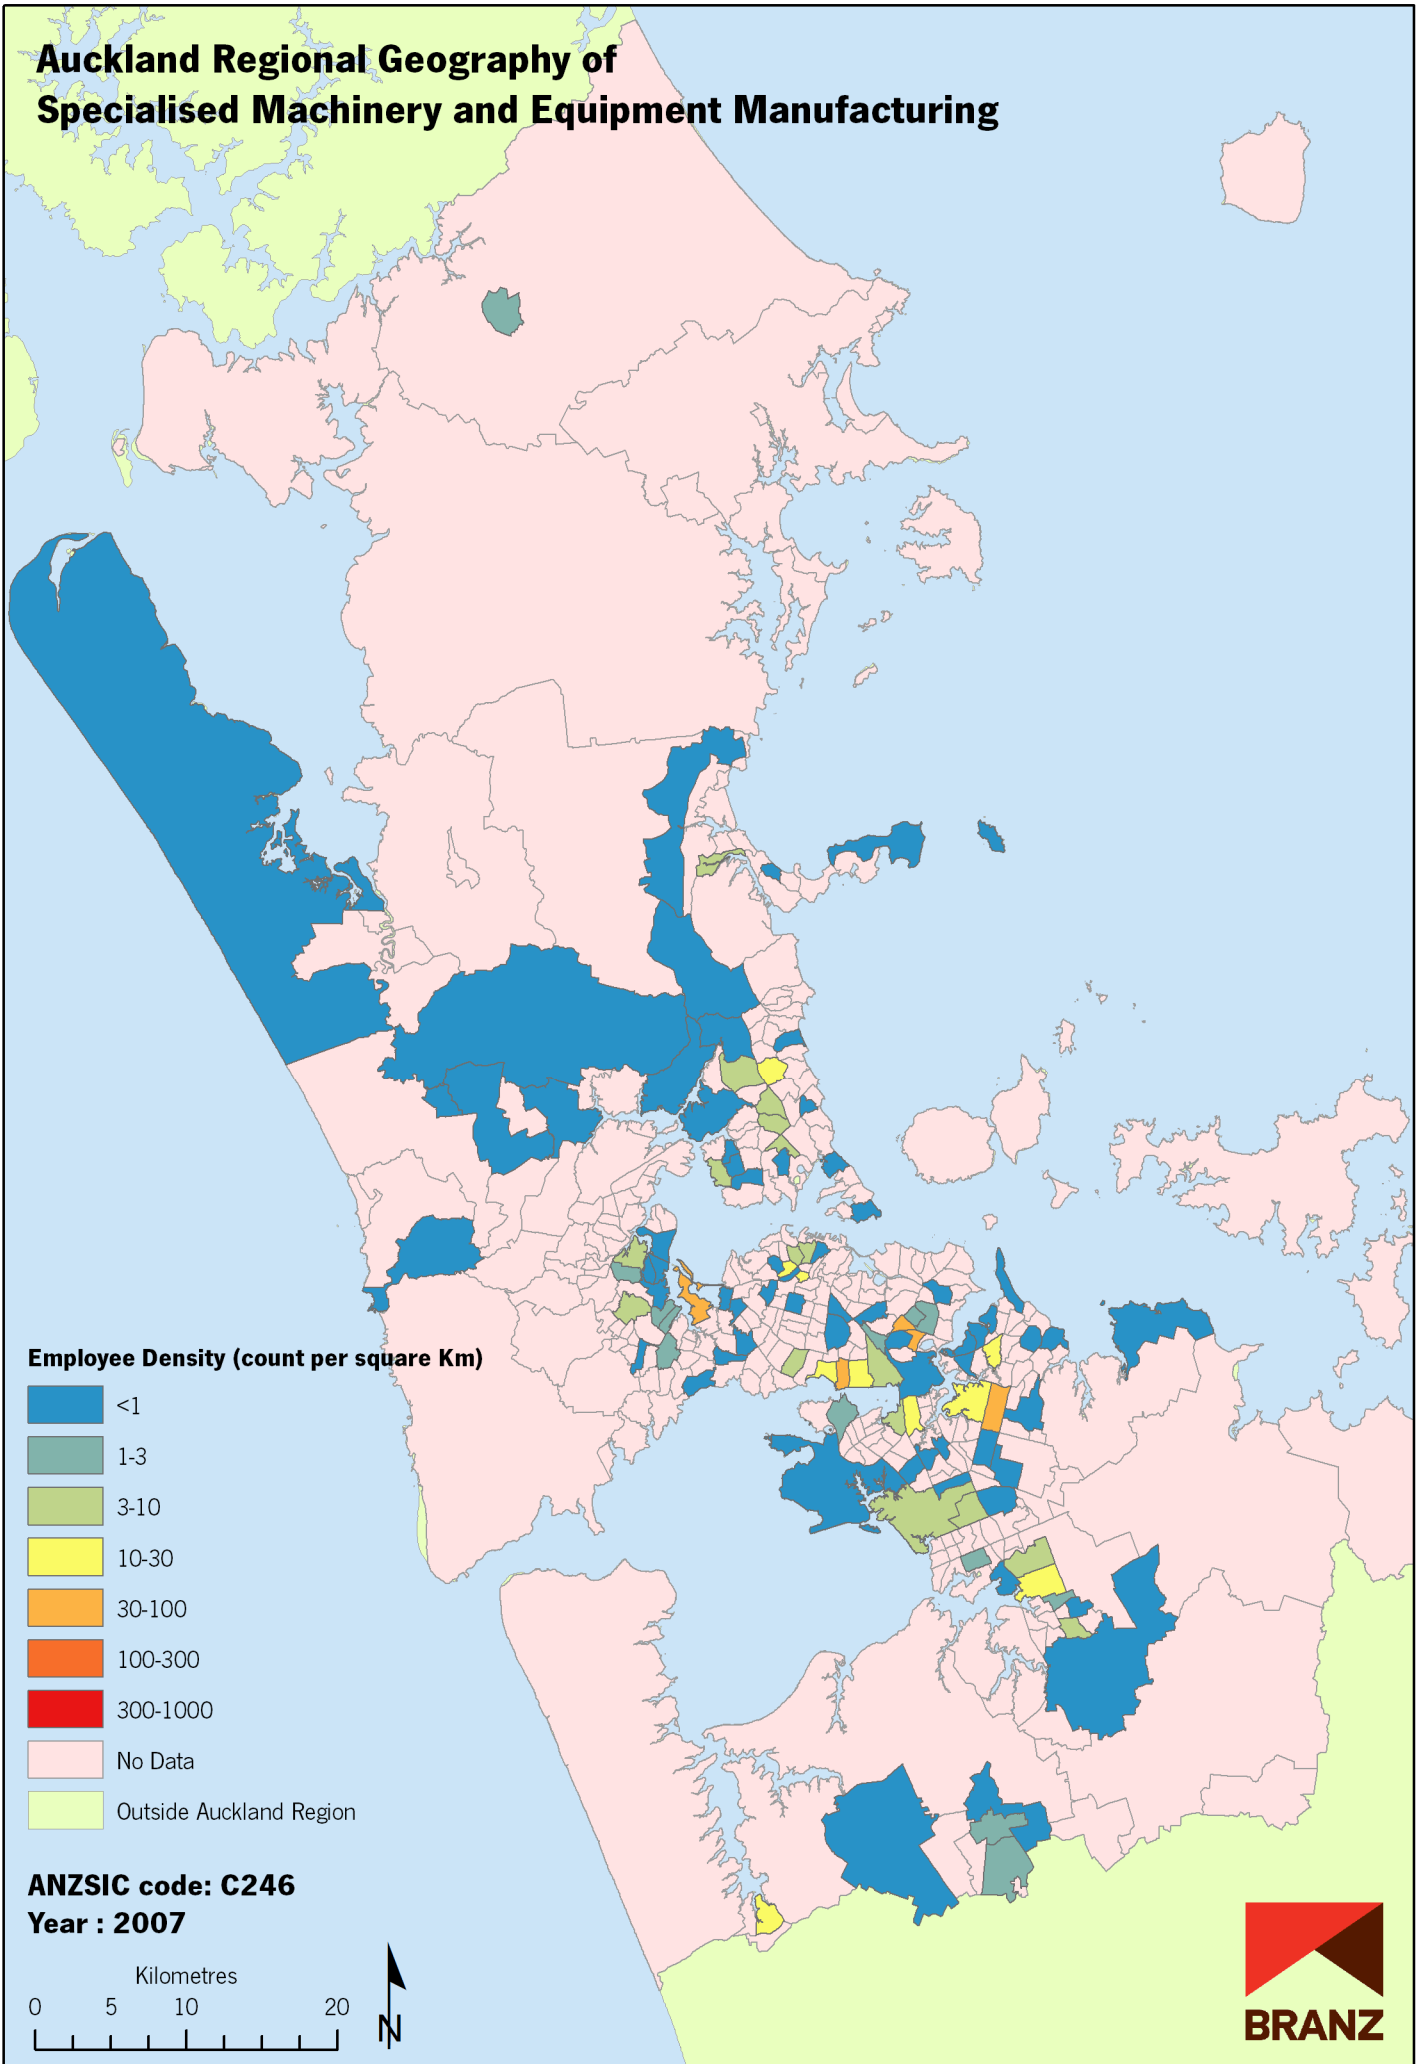 Auckland Regional Geography of
Specialised Machinery and Equipment Manufacturing
Employee Density (count per square Km)
<1
1-3
3-10
10-30
30-100
100-300
300-1000
No Data
Outside Auckland Region
ANZSIC code: C246
Year : 2007
Kilometres
0 5 10 20
N
BRANZ